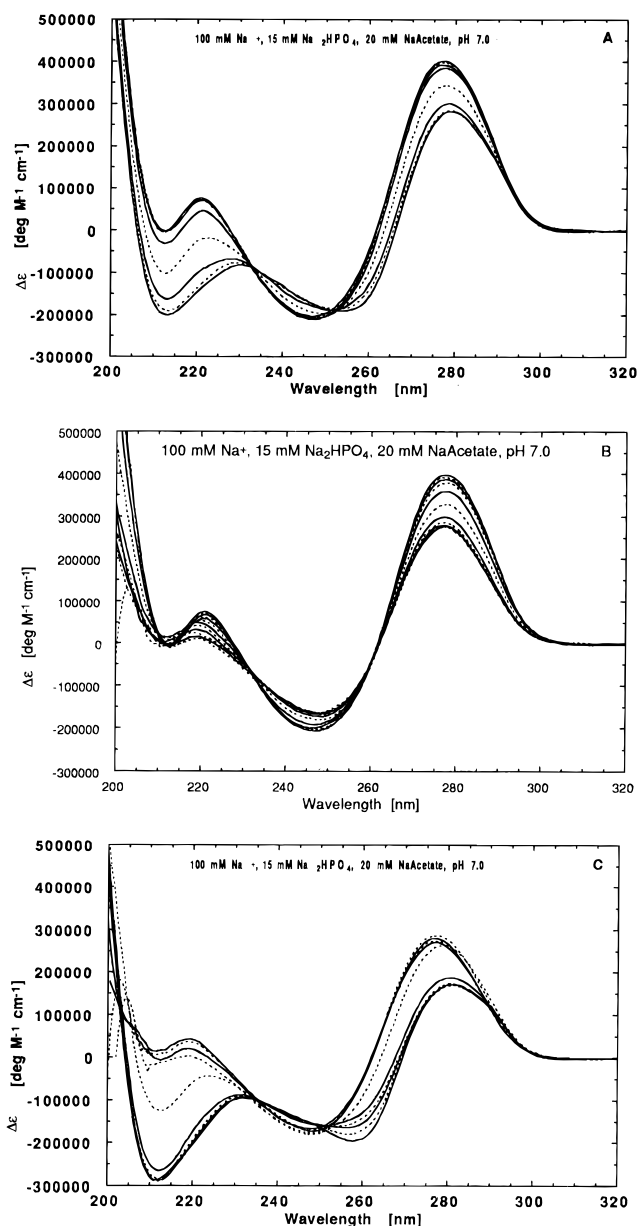 100 mM Na +, 15 mM Na 2HPO4, 20 mM NaAcetate, pH 7.0
A
500000
400000
300000
200000
100000
0
-100000
-200000
-300000
Δε [deg M-1 cm-1]
200 220 240 260 280 300 320
Wavelength [nm]
100 mM Na+, 15 mM Na2HPO4, 20 mM NaAcetate, pH 7.0
B
500000
400000
300000
200000
100000
0
-100000
-200000
-300000
Δε [deg M-1 cm-1]
200 220 240 260 280 300 320
Wavelength [nm]
100 mM Na +, 15 mM Na 2HPO4, 20 mM NaAcetate, pH 7.0
C
500000
400000
300000
200000
100000
0
-100000
-200000
-300000
Δε [deg M-1 cm-1]
200 220 240 260 280 300 320
Wavelength [nm]